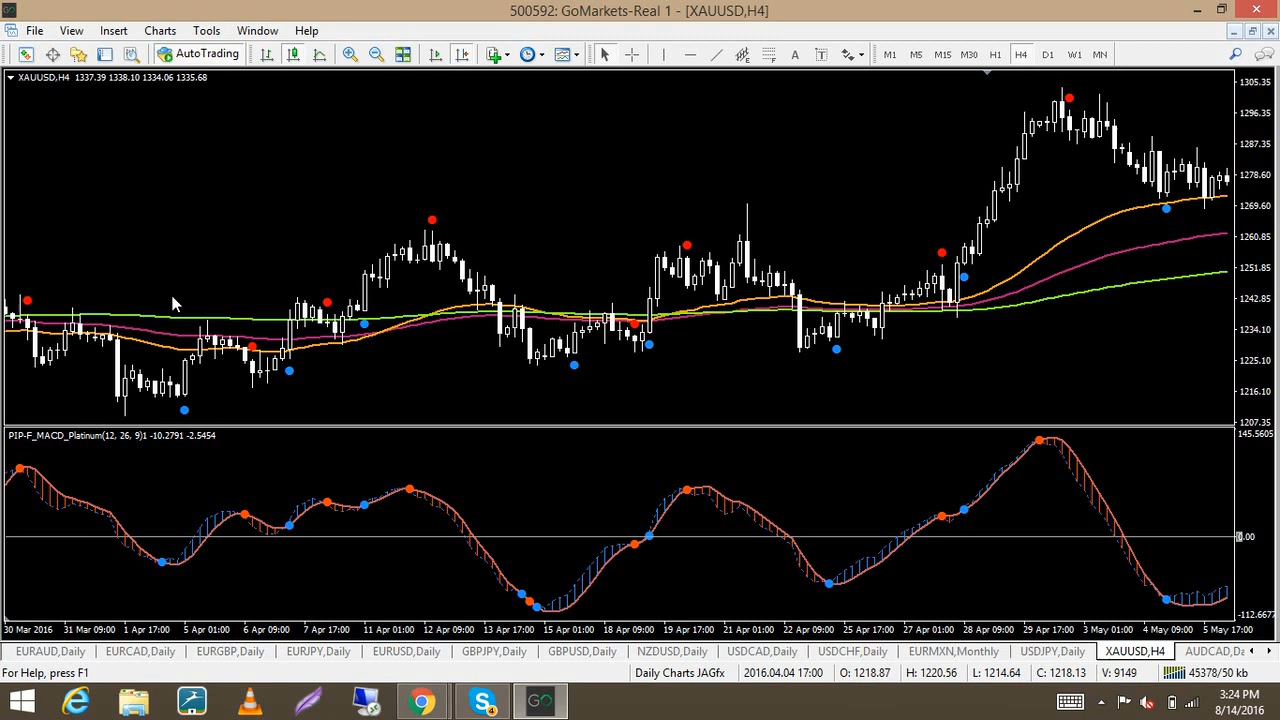 500592: GoMarkets-Real 1 - [XAUUSD,H4]
File View Insert Charts Tools Window Help
AutoTrading A T M1 M5 M15 M30 H1 H4 D1 W1 MN
XAUUSD,H4 1337.39 1338.10 1334.06 1335.68
1305.35
1296.35
1287.35
1278.60
1269.60
1260.85
1251.85
1242.85
1234.10
1225.10
1216.10
1207.35
PIP-F_MACD_Platinum(12, 26, 9)1 -10.2791 -2.5454
145.5605
0.00
-112.6677
30 Mar 2016 31 Mar 09:00 1 Apr 17:00 5 Apr 01:00 6 Apr 09:00 7 Apr 17:00 11 Apr 01:00 12 Apr 09:00 13 Apr 17:00 15 Apr 01:00 18 Apr 09:00 19 Apr 17:00 21 Apr 01:00 22 Apr 09:00 25 Apr 17:00 27 Apr 01:00 28 Apr 09:00 29 Apr 17:00 3 May 01:00 4 May 09:00 5 May 17:00
EURAUD,Daily EURCAD,Daily EURGBP,Daily EURJPY,Daily EURUSD,Daily GBPJPY,Daily GBPUSD,Daily NZDUSD,Daily USDCAD,Daily USDCHF,Daily EURMXN,Monthly USDJPY,Daily XAUUSD,H4 AUDCAD,Da
For Help, press F1 Daily Charts JAGfx 2016.04.04 17:00 O: 1218.87 H: 1220.56 L: 1214.64 C: 1218.13 V: 9149 45378/50 kb
GO
3:24 PM
8/14/2016